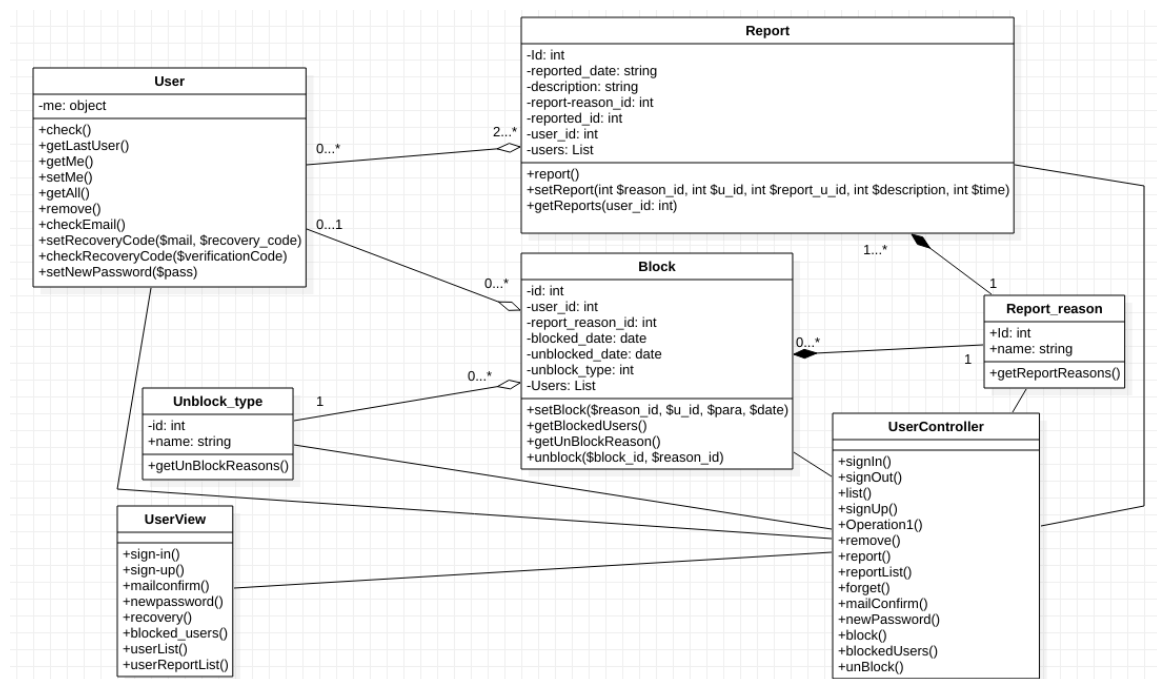 Report
-Id: int
-reported_date: string
-description: string
-report-reason_id: int
-reported_id: int
-user_id: int
-users: List
+report()
+setReport(int $reason_id, int $u_id, int $report_u_id, int $description, int $time)
+getReports(user_id: int)
User
-me: object
+check()
+getLastUser()
+getMe()
+setMe()
+getAll()
+remove()
+checkEmail()
+setRecoveryCode($mail, $recovery_code)
+checkRecoveryCode($verificationCode)
+setNewPassword($pass)
0...*
2...*
0...1
0...*
1...*
1
Block
-id: int
-user_id: int
-report_reason_id: int
-blocked_date: date
-unblocked_date: date
-unblock_type: int
-Users: List
+setBlock($reason_id, $u_id, $para, $date)
+getBlockedUsers()
+getUnBlockReason()
+unblock($block_id, $reason_id)
Report_reason
+Id: int
+name: string
+getReportReasons()
0...*
1
0...*
1
Unblock_type
-id: int
+name: string
+getUnBlockReasons()
UserController
+signIn()
+signOut()
+list()
+signUp()
+Operation1()
+remove()
+report()
+reportList()
+forget()
+mailConfirm()
+newPassword()
+block()
+blockedUsers()
+unBlock()
UserView
+sign-in()
+sign-up()
+mailconfirm()
+newpassword()
+recovery()
+blocked_users()
+userList()
+userReportList()